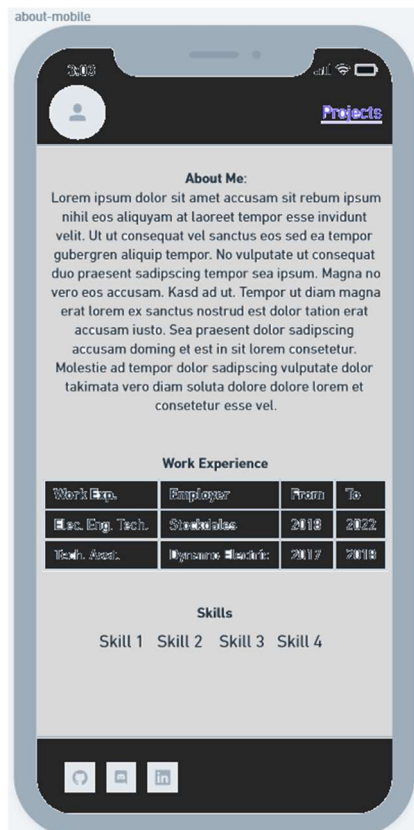 about-mobile
3:03
Projects
About Me:
Lorem ipsum dolor sit amet accusam sit rebum ipsum
nihil eos aliquyam at laoreet tempor esse invidunt
velit. Ut ut consequat vel sanctus eos sed ea tempor
gubergren aliquip tempor. No vulputate ut consequat
duo praesent sadipscing tempor sea ipsum. Magna no
vero eos accusam. Kasd ad ut. Tempor ut diam magna
erat lorem ex sanctus nostrud est dolor tation erat
accusam iusto. Sea praesent dolor sadipscing
accusam doming et est in sit lorem consetetur.
Molestie ad tempor dolor sadipscing vulputate dolor
takimata vero diam soluta dolore dolore lorem et
consetetur esse vel.
Work Experience
Work Exp. Employer From To
Elec. Eng. Tech. Stockdales 2018 2022
Tech. Asst. Dynamo Electric 2017 2018
Skills
Skill 1 Skill 2 Skill 3 Skill 4
in